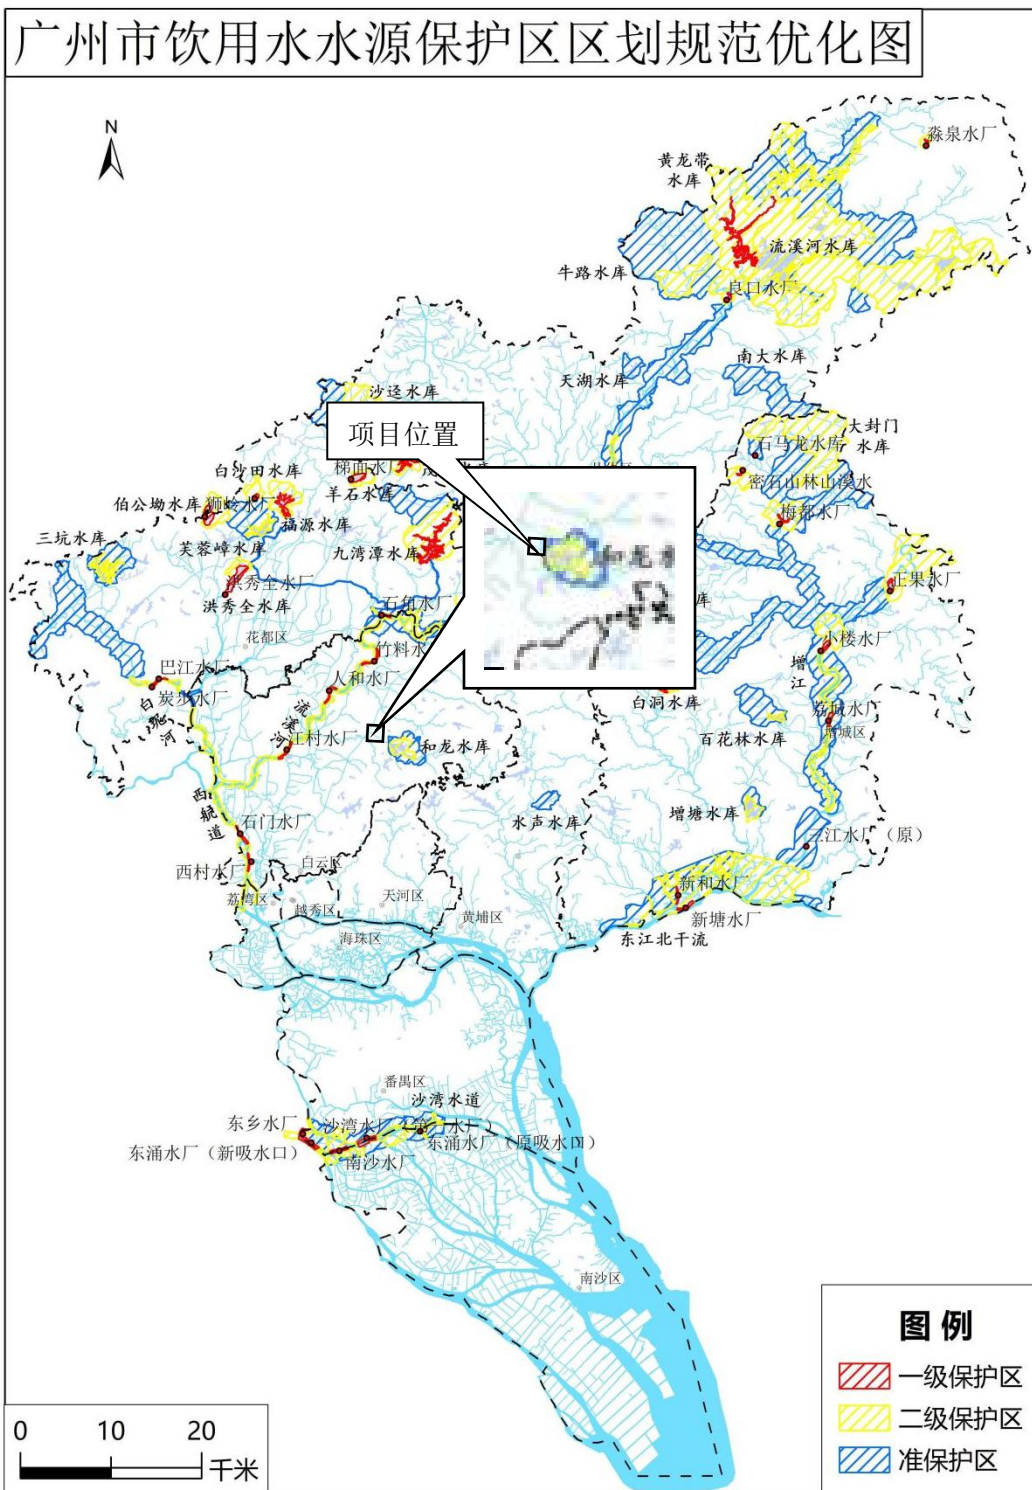 广州市饮用水水源保护区区划规范优化图
N
淼泉水厂
黄龙带
水库
流溪河水库
牛路水库
良口水厂
南大水库
天湖水库
沙迳水库
大封门
水库
石马龙水库
项目位置
梯面水厂
白沙田水库
羊石水库
密石山林山溪水
伯公坳水库
狮岭水厂
梅都水厂
福源水库
三坑水库
芙蓉嶂水库
九湾潭水库
和龙水
正果水厂
洪秀全水厂
洪秀全水库
石角水厂
库
花都区
竹料水
小楼水厂
巴江水厂
人和水厂
增江
炭步水厂
白坭河
流溪河
白洞水库
荔城水厂
江村水厂
百花林水库
增城区
和龙水库
西航道
水声水库
增塘水库
石门水厂
三江水厂（原）
西村水厂
白云区
新和水厂
荔湾区
越秀区
天河区
新塘水厂
黄埔区
海珠区
东江北干流
番禺区
沙湾水道
东乡水厂
沙湾水厂
东涌水厂（原吸水口）
东涌水厂（新吸水口）
南沙水厂
南沙区
图例
一级保护区
二级保护区
准保护区
0 10 20
千米